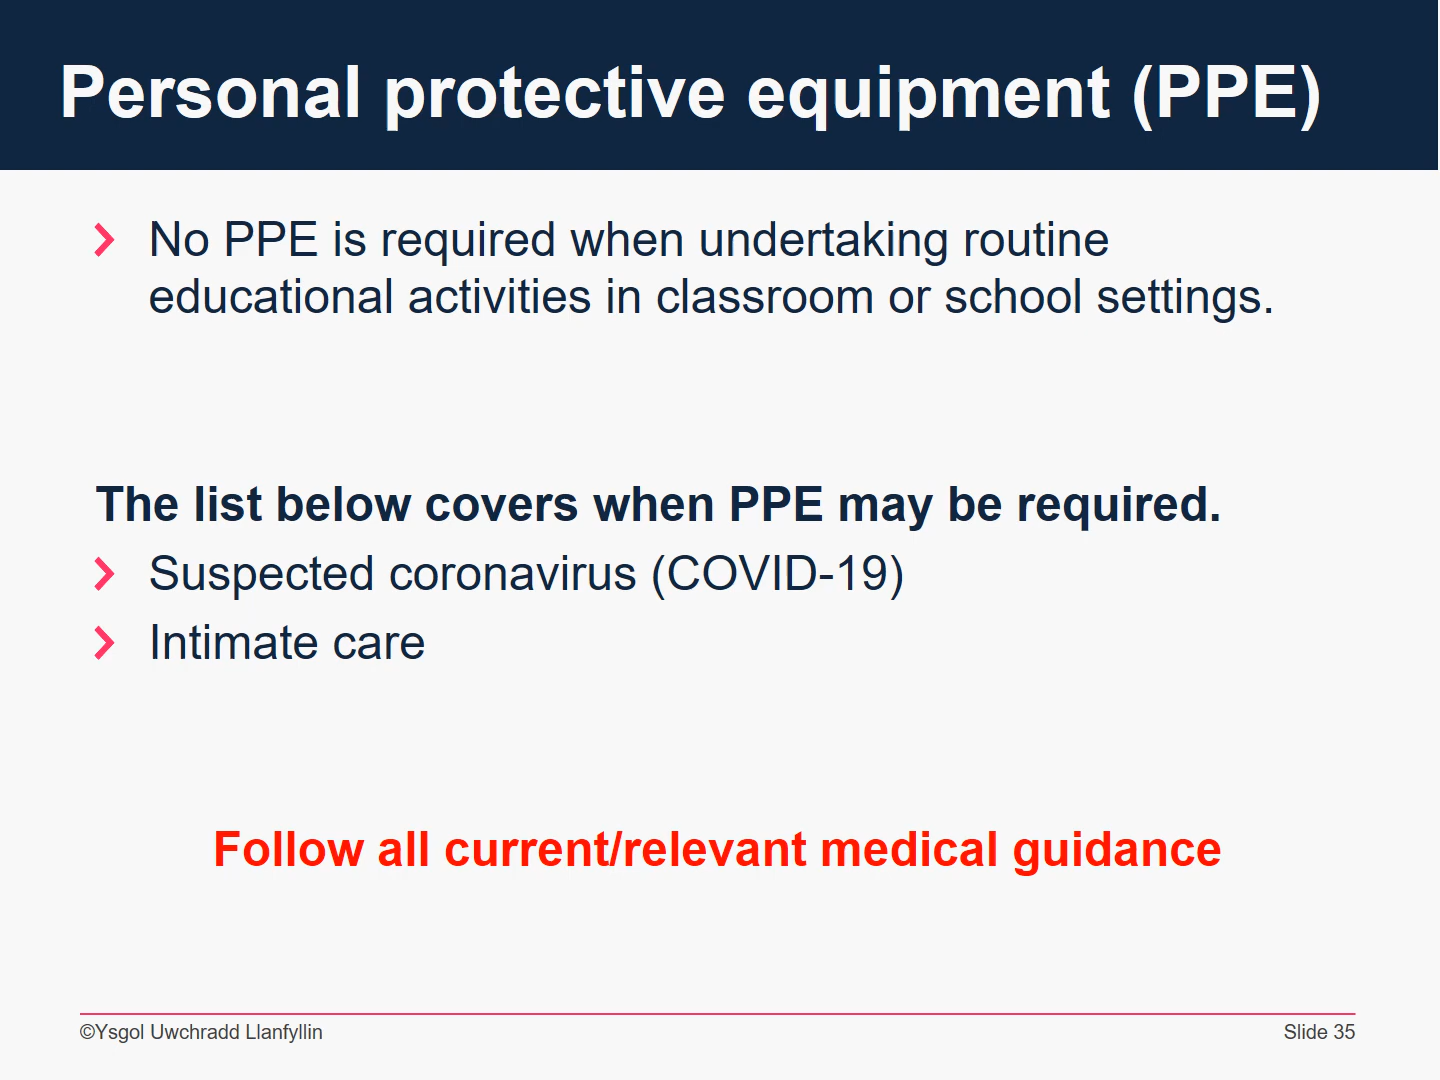 Personal protective equipment (PPE)
No PPE is required when undertaking routine
educational activities in classroom or school settings.
The list below covers when PPE may be required.
Suspected coronavirus (COVID-19)
Intimate care
Follow all current/relevant medical guidance
©Ysgol Uwchradd Llanfyllin
Slide 35